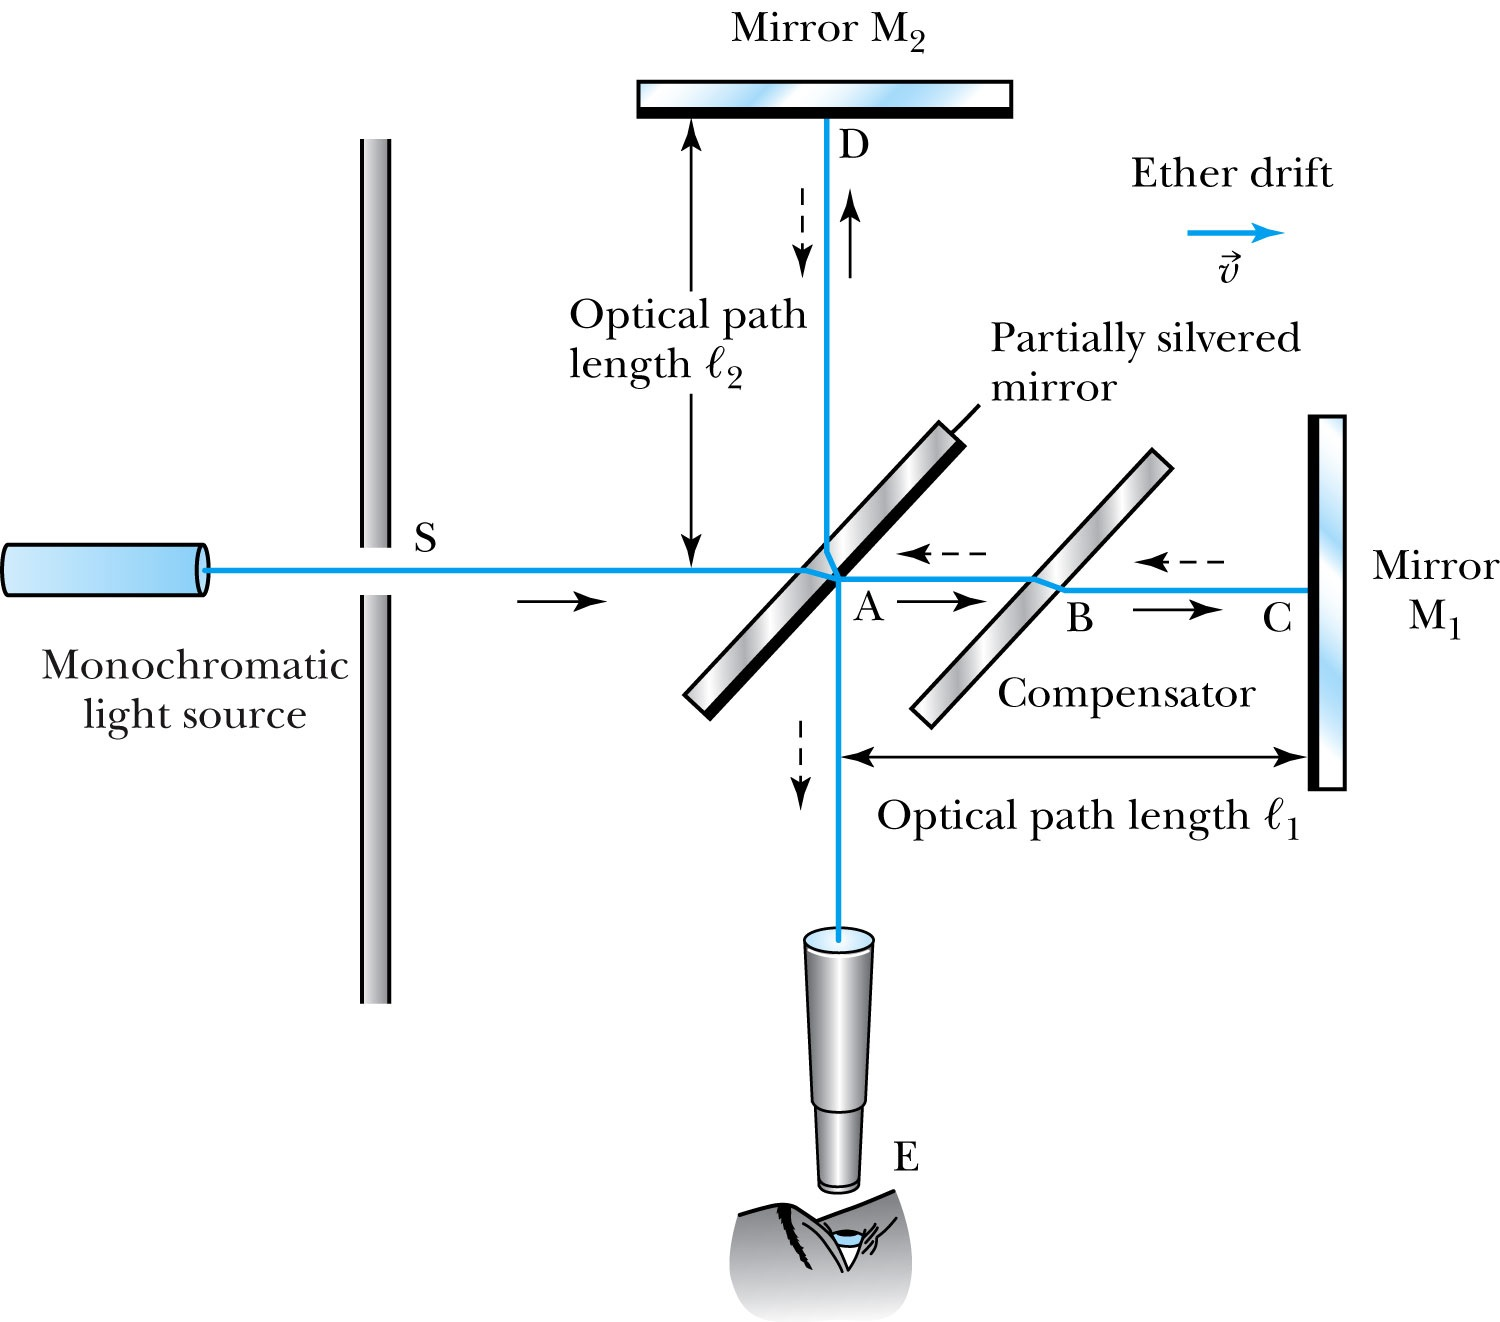 Mirror M₂
D
Ether drift
v⃗
Optical path
length ℓ₂
Partially silvered
mirror
S
A
B
C
Mirror
M₁
Monochromatic
light source
Compensator
Optical path length ℓ₁
E